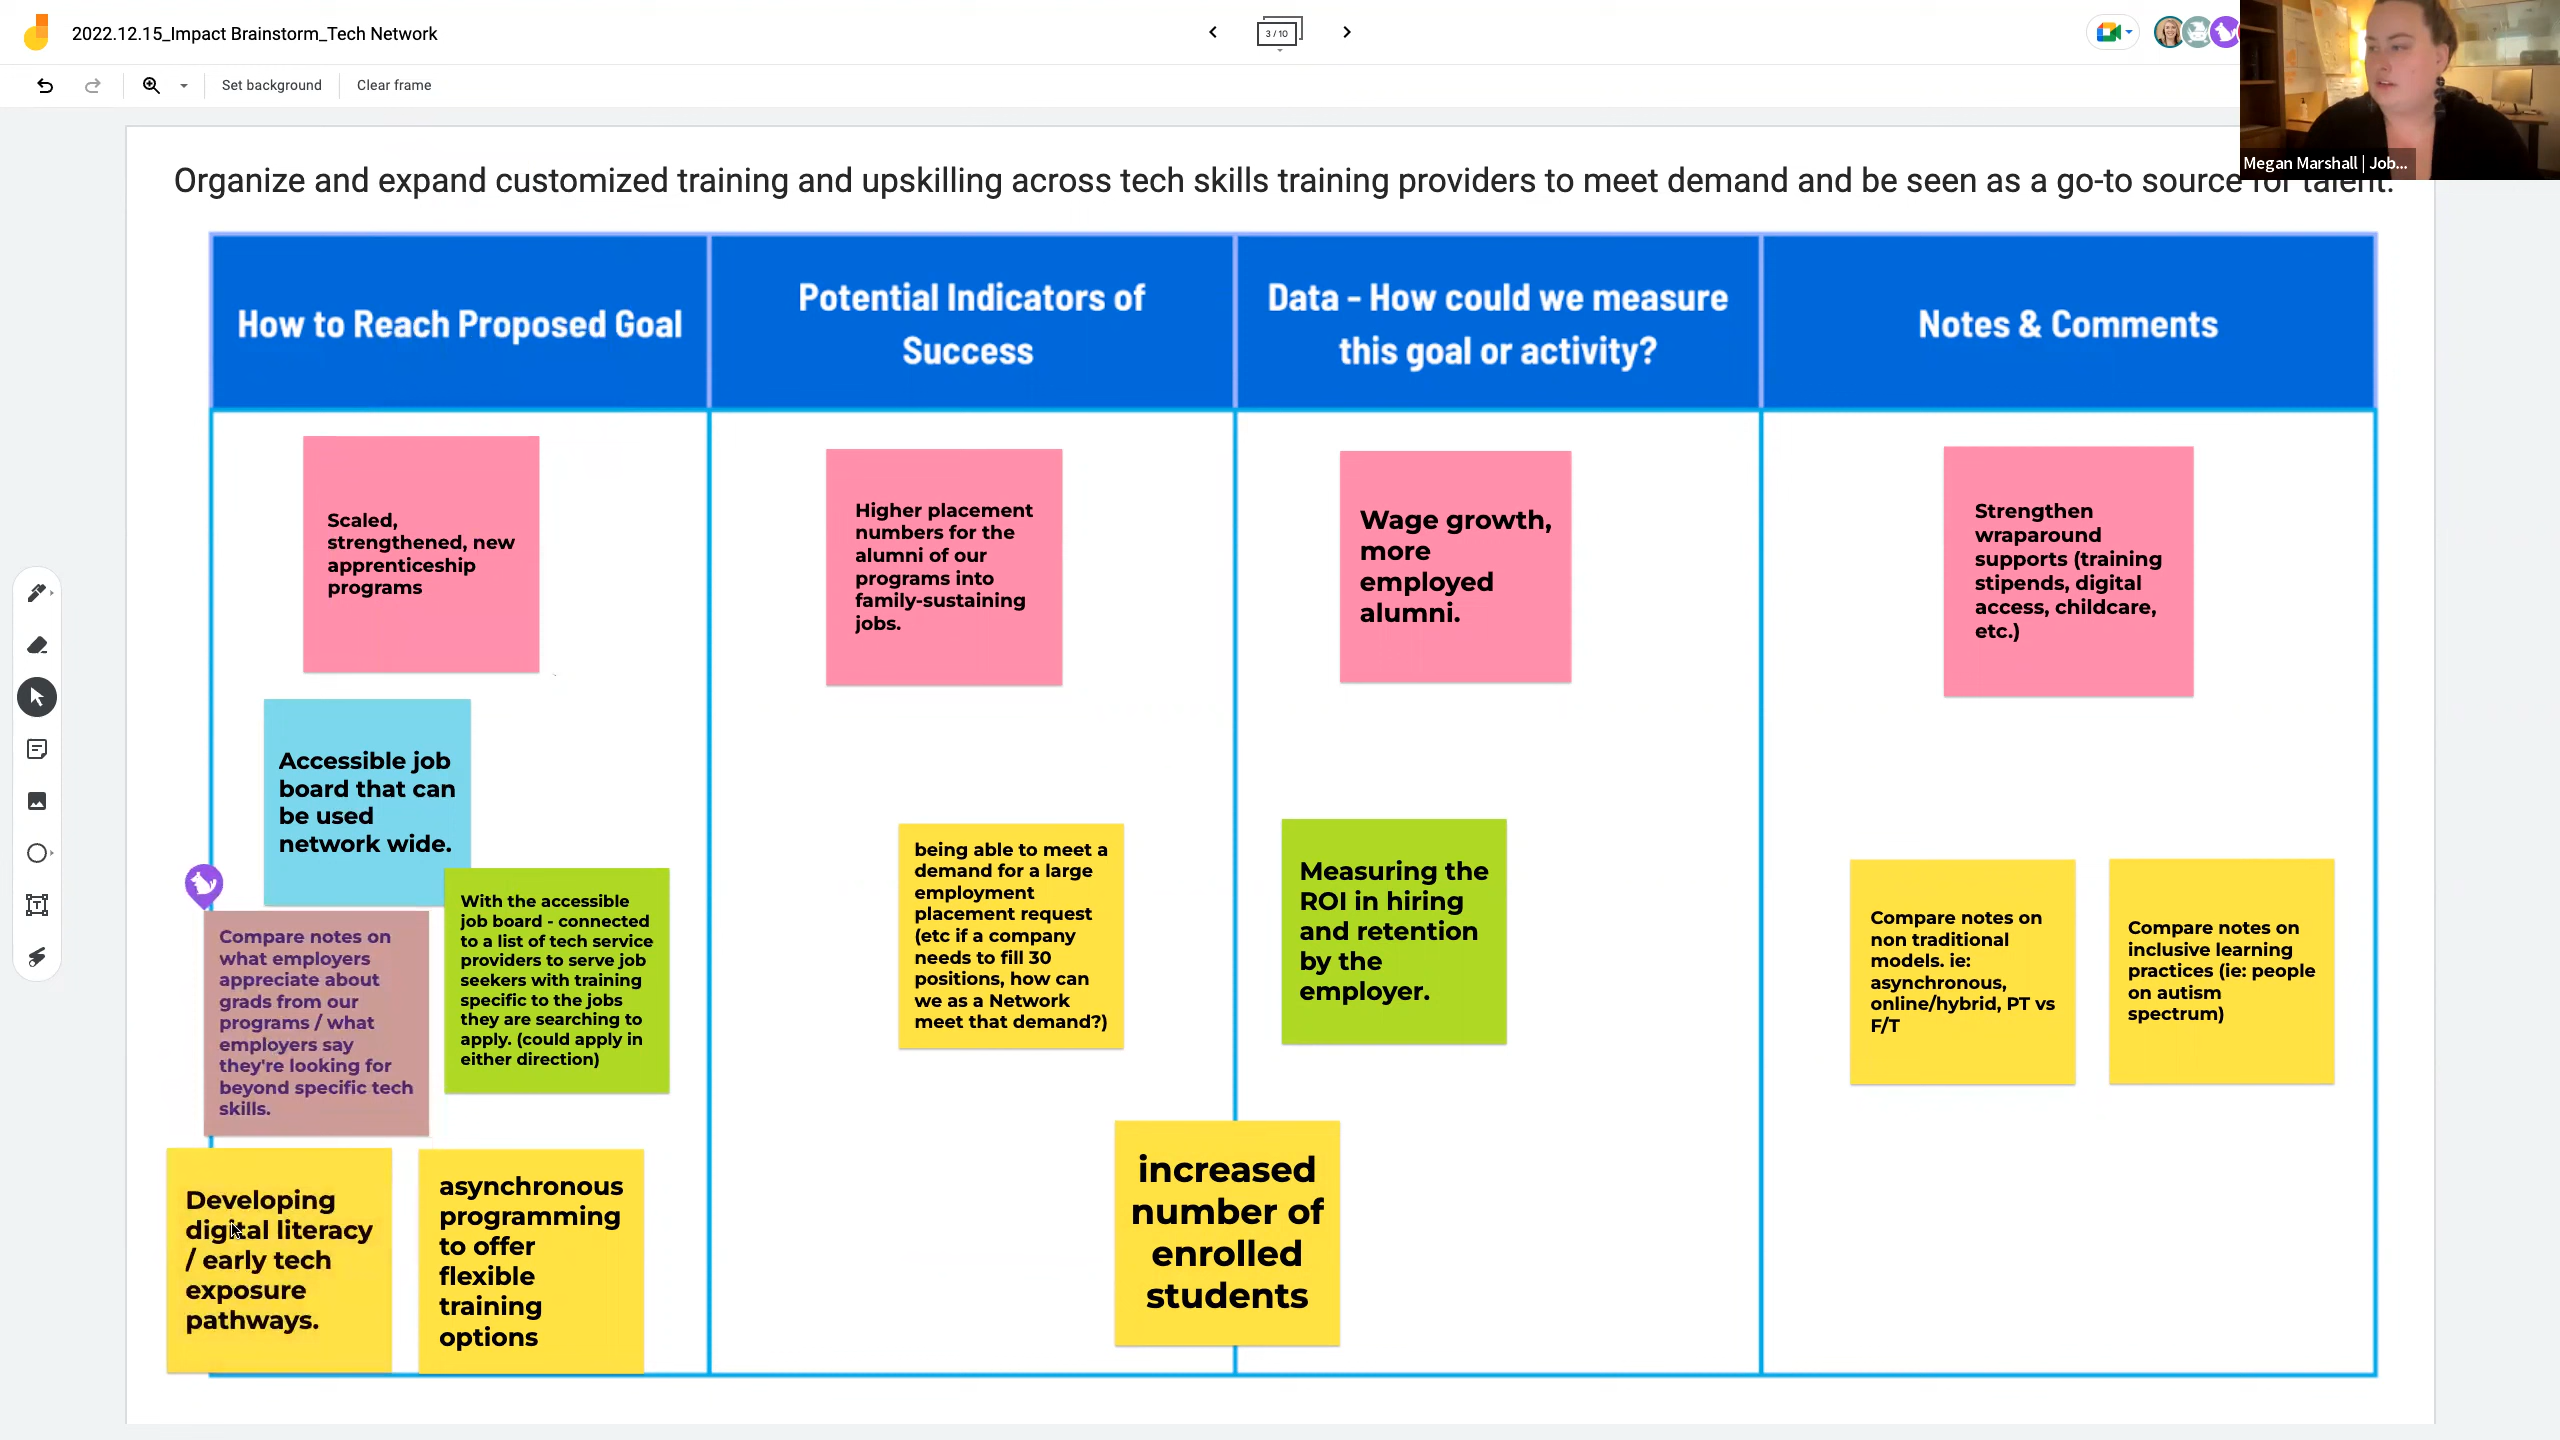 2022.12.15_Impact Brainstorm_Tech Network
3 / 10
Set background
Clear frame
Megan Marshall | Job...
Organize and expand customized training and upskilling across tech skills training providers to meet demand and be seen as a go-to source for talent.
How to Reach Proposed Goal
Potential Indicators of
Success
Data - How could we measure
this goal or activity?
Notes & Comments
Scaled,
strengthened, new
apprenticeship
programs
Accessible job
board that can
be used
network wide.
Compare notes on
what employers
appreciate about
grads from our
programs / what
employers say
they're looking for
beyond specific tech
skills.
With the accessible
job board - connected
to a list of tech service
providers to serve job
seekers with training
specific to the jobs
they are searching to
apply. (could apply in
either direction)
Developing
digital literacy
/ early tech
exposure
pathways.
asynchronous
programming
to offer
flexible
training
options
Higher placement
numbers for the
alumni of our
programs into
family-sustaining
jobs.
being able to meet a
demand for a large
employment
placement request
(etc if a company
needs to fill 30
positions, how can
we as a Network
meet that demand?)
increased
number of
enrolled
students
Wage growth,
more
employed
alumni.
Measuring the
ROI in hiring
and retention
by the
employer.
Strengthen
wraparound
supports (training
stipends, digital
access, childcare,
etc.)
Compare notes on
non traditional
models. ie:
asynchronous,
online/hybrid, PT vs
F/T
Compare notes on
inclusive learning
practices (ie: people
on autism
spectrum)